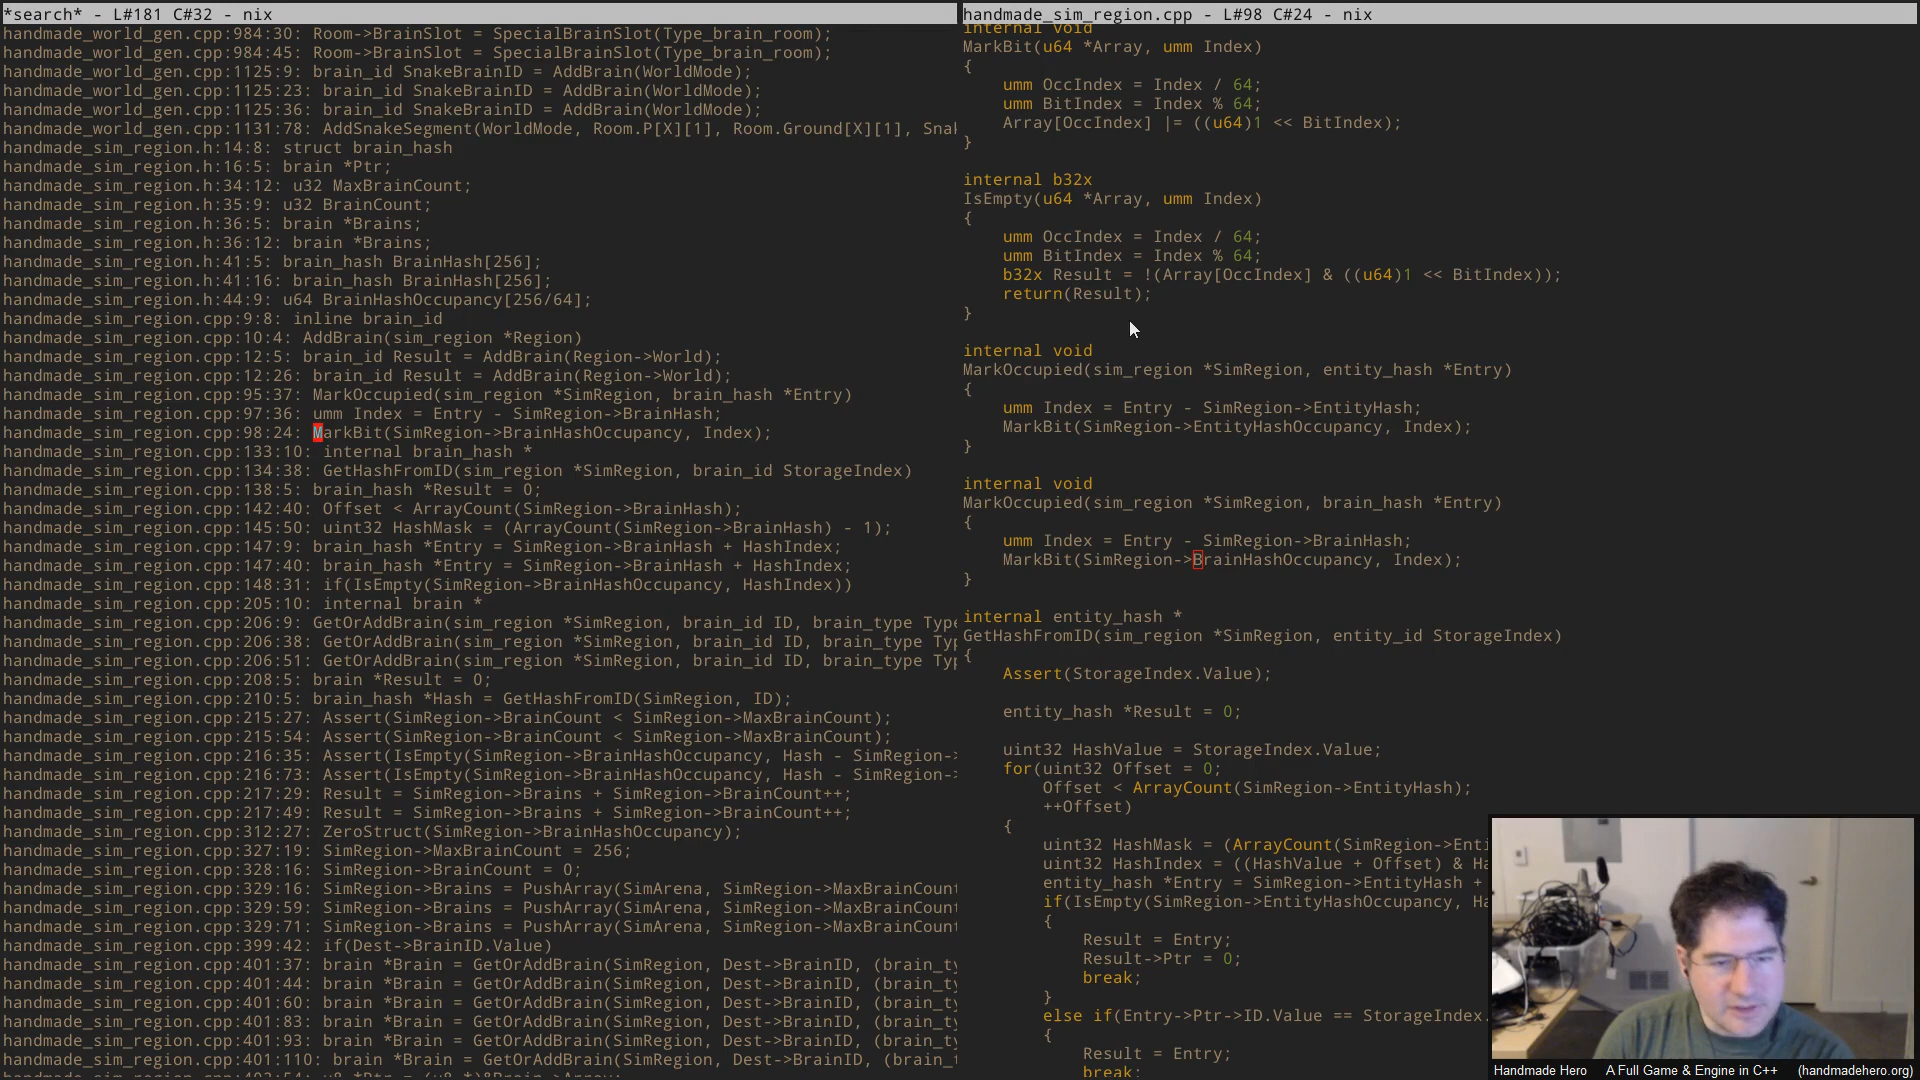 *search* - L#181 C#32 - nix
handmade_world_gen.cpp:984:30: Room->BrainSlot = SpecialBrainSlot(Type_brain_room);
handmade_world_gen.cpp:984:45: Room->BrainSlot = SpecialBrainSlot(Type_brain_room);
handmade_world_gen.cpp:1125:9: brain_id SnakeBrainID = AddBrain(WorldMode);
handmade_world_gen.cpp:1125:23: brain_id SnakeBrainID = AddBrain(WorldMode);
handmade_world_gen.cpp:1125:36: brain_id SnakeBrainID = AddBrain(WorldMode);
handmade_world_gen.cpp:1131:78: AddSnakeSegment(WorldMode, Room.P[X][1], Room.Ground[X][1], Snak
handmade_sim_region.h:14:8: struct brain_hash
handmade_sim_region.h:16:5: brain *Ptr;
handmade_sim_region.h:34:12: u32 MaxBrainCount;
handmade_sim_region.h:35:9: u32 BrainCount;
handmade_sim_region.h:36:5: brain *Brains;
handmade_sim_region.h:36:12: brain *Brains;
handmade_sim_region.h:41:5: brain_hash BrainHash[256];
handmade_sim_region.h:41:16: brain_hash BrainHash[256];
handmade_sim_region.h:44:9: u64 BrainHashOccupancy[256/64];
handmade_sim_region.cpp:9:8: inline brain_id
handmade_sim_region.cpp:10:4: AddBrain(sim_region *Region)
handmade_sim_region.cpp:12:5: brain_id Result = AddBrain(Region->World);
handmade_sim_region.cpp:12:26: brain_id Result = AddBrain(Region->World);
handmade_sim_region.cpp:95:37: MarkOccupied(sim_region *SimRegion, brain_hash *Entry)
handmade_sim_region.cpp:97:36: umm Index = Entry - SimRegion->BrainHash;
handmade_sim_region.cpp:98:24: MarkBit(SimRegion->BrainHashOccupancy, Index);
handmade_sim_region.cpp:133:10: internal brain_hash *
handmade_sim_region.cpp:134:38: GetHashFromID(sim_region *SimRegion, brain_id StorageIndex)
handmade_sim_region.cpp:138:5: brain_hash *Result = 0;
handmade_sim_region.cpp:142:40: Offset < ArrayCount(SimRegion->BrainHash);
handmade_sim_region.cpp:145:50: uint32 HashMask = (ArrayCount(SimRegion->BrainHash) - 1);
handmade_sim_region.cpp:147:9: brain_hash *Entry = SimRegion->BrainHash + HashIndex;
handmade_sim_region.cpp:147:40: brain_hash *Entry = SimRegion->BrainHash + HashIndex;
handmade_sim_region.cpp:148:31: if(IsEmpty(SimRegion->BrainHashOccupancy, HashIndex))
handmade_sim_region.cpp:205:10: internal brain *
handmade_sim_region.cpp:206:9: GetOrAddBrain(sim_region *SimRegion, brain_id ID, brain_type Type
handmade_sim_region.cpp:206:38: GetOrAddBrain(sim_region *SimRegion, brain_id ID, brain_type Typ
handmade_sim_region.cpp:206:51: GetOrAddBrain(sim_region *SimRegion, brain_id ID, brain_type Typ
handmade_sim_region.cpp:208:5: brain *Result = 0;
handmade_sim_region.cpp:210:5: brain_hash *Hash = GetHashFromID(SimRegion, ID);
handmade_sim_region.cpp:215:27: Assert(SimRegion->BrainCount < SimRegion->MaxBrainCount);
handmade_sim_region.cpp:215:54: Assert(SimRegion->BrainCount < SimRegion->MaxBrainCount);
handmade_sim_region.cpp:216:35: Assert(IsEmpty(SimRegion->BrainHashOccupancy, Hash - SimRegion->
handmade_sim_region.cpp:216:73: Assert(IsEmpty(SimRegion->BrainHashOccupancy, Hash - SimRegion->
handmade_sim_region.cpp:217:29: Result = SimRegion->Brains + SimRegion->BrainCount++;
handmade_sim_region.cpp:217:49: Result = SimRegion->Brains + SimRegion->BrainCount++;
handmade_sim_region.cpp:312:27: ZeroStruct(SimRegion->BrainHashOccupancy);
handmade_sim_region.cpp:327:19: SimRegion->MaxBrainCount = 256;
handmade_sim_region.cpp:328:16: SimRegion->BrainCount = 0;
handmade_sim_region.cpp:329:16: SimRegion->Brains = PushArray(SimArena, SimRegion->MaxBrainCount
handmade_sim_region.cpp:329:59: SimRegion->Brains = PushArray(SimArena, SimRegion->MaxBrainCount
handmade_sim_region.cpp:329:71: SimRegion->Brains = PushArray(SimArena, SimRegion->MaxBrainCount
handmade_sim_region.cpp:399:42: if(Dest->BrainID.Value)
handmade_sim_region.cpp:401:37: brain *Brain = GetOrAddBrain(SimRegion, Dest->BrainID, (brain_ty
handmade_sim_region.cpp:401:44: brain *Brain = GetOrAddBrain(SimRegion, Dest->BrainID, (brain_ty
handmade_sim_region.cpp:401:60: brain *Brain = GetOrAddBrain(SimRegion, Dest->BrainID, (brain_ty
handmade_sim_region.cpp:401:83: brain *Brain = GetOrAddBrain(SimRegion, Dest->BrainID, (brain_ty
handmade_sim_region.cpp:401:93: brain *Brain = GetOrAddBrain(SimRegion, Dest->BrainID, (brain_ty
handmade_sim_region.cpp:401:110: brain *Brain = GetOrAddBrain(SimRegion, Dest->BrainID, (brain_t
handmade_sim_region.cpp - L#98 C#24 - nix
internal void
MarkBit(u64 *Array, umm Index)
{
umm OccIndex = Index / 64;
umm BitIndex = Index % 64;
Array[OccIndex] |= ((u64)1 << BitIndex);
}
internal b32x
IsEmpty(u64 *Array, umm Index)
{
umm OccIndex = Index / 64;
umm BitIndex = Index % 64;
b32x Result = !(Array[OccIndex] & ((u64)1 << BitIndex));
return(Result);
}
internal void
MarkOccupied(sim_region *SimRegion, entity_hash *Entry)
{
umm Index = Entry - SimRegion->EntityHash;
MarkBit(SimRegion->EntityHashOccupancy, Index);
}
internal void
MarkOccupied(sim_region *SimRegion, brain_hash *Entry)
{
umm Index = Entry - SimRegion->BrainHash;
MarkBit(SimRegion->BrainHashOccupancy, Index);
}
internal entity_hash *
GetHashFromID(sim_region *SimRegion, entity_id StorageIndex)
{
Assert(StorageIndex.Value);
entity_hash *Result = 0;
uint32 HashValue = StorageIndex.Value;
for(uint32 Offset = 0;
Offset < ArrayCount(SimRegion->EntityHash);
++Offset)
{
uint32 HashMask = (ArrayCount(SimRegion->Enti
uint32 HashIndex = ((HashValue + Offset) & Ha
entity_hash *Entry = SimRegion->EntityHash +
if(IsEmpty(SimRegion->EntityHashOccupancy, Ha
{
Result = Entry;
Result->Ptr = 0;
break;
}
else if(Entry->Ptr->ID.Value == StorageIndex.
{
Result = Entry;
break;
Handmade Hero A Full Game & Engine in C++ (handmadehero.org)